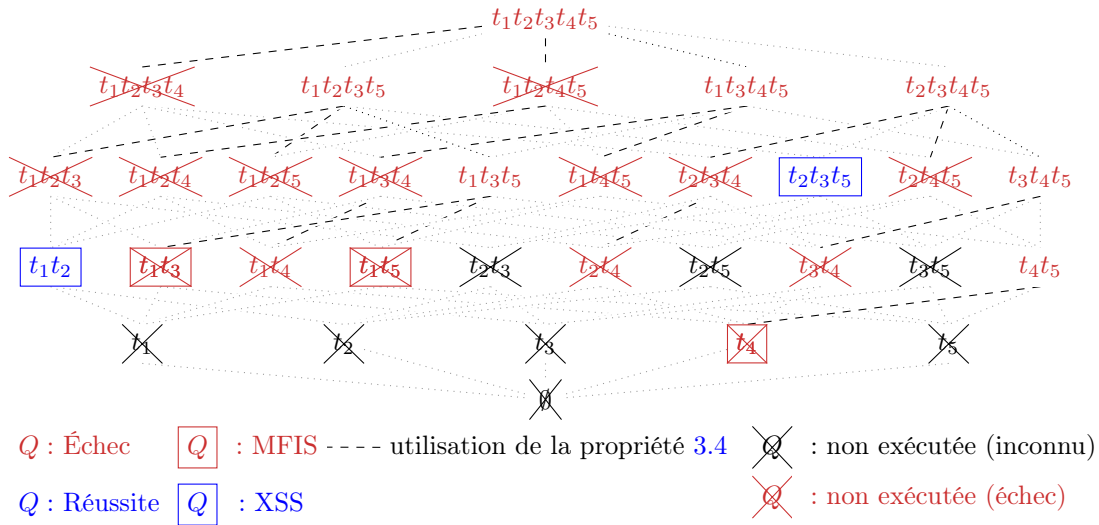 t₁t₂t₃t₄t₅
t₁t₂t₃t₄ t₁t₂t₃t₅ t₁t₂t₄t₅ t₁t₃t₄t₅ t₂t₃t₄t₅
t₁t₂t₃ t₁t₂t₄ t₁t₂t₅ t₁t₃t₄ t₁t₃t₅ t₁t₄t₅ t₂t₃t₄ t₂t₃t₅ t₂t₄t₅ t₃t₄t₅
t₁t₂ t₁t₃ t₁t₄ t₁t₅ t₂t₃ t₂t₄ t₂t₅ t₃t₄ t₃t₅ t₄t₅
t₁ t₂ t₃ t₄ t₅
∅
Q : Échec Q : MFIS ---- utilisation de la propriété 3.4 Q : non exécutée (inconnu)
Q : Réussite Q : XSS Q : non exécutée (échec)